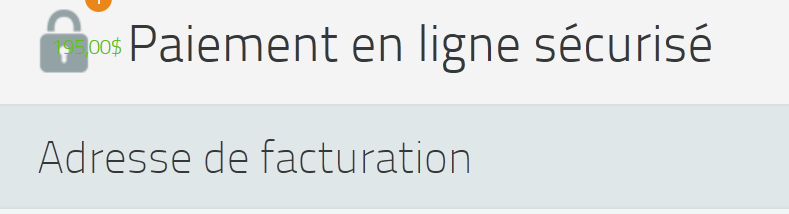 195,00$ Paiement en ligne sécurisé
Adresse de facturation